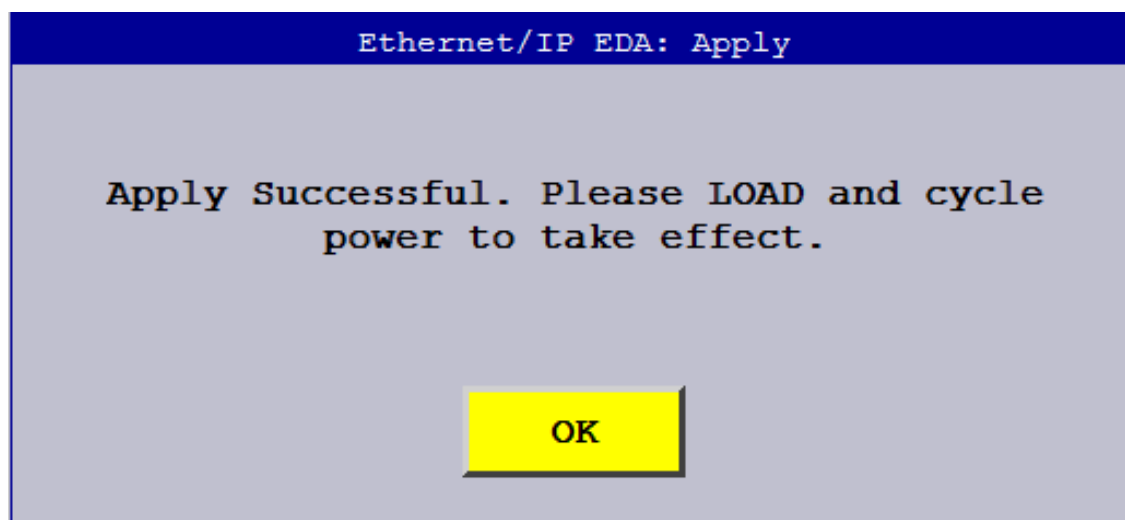 Ethernet/IP EDA: Apply
Apply Successful. Please LOAD and cycle
power to take effect.
OK